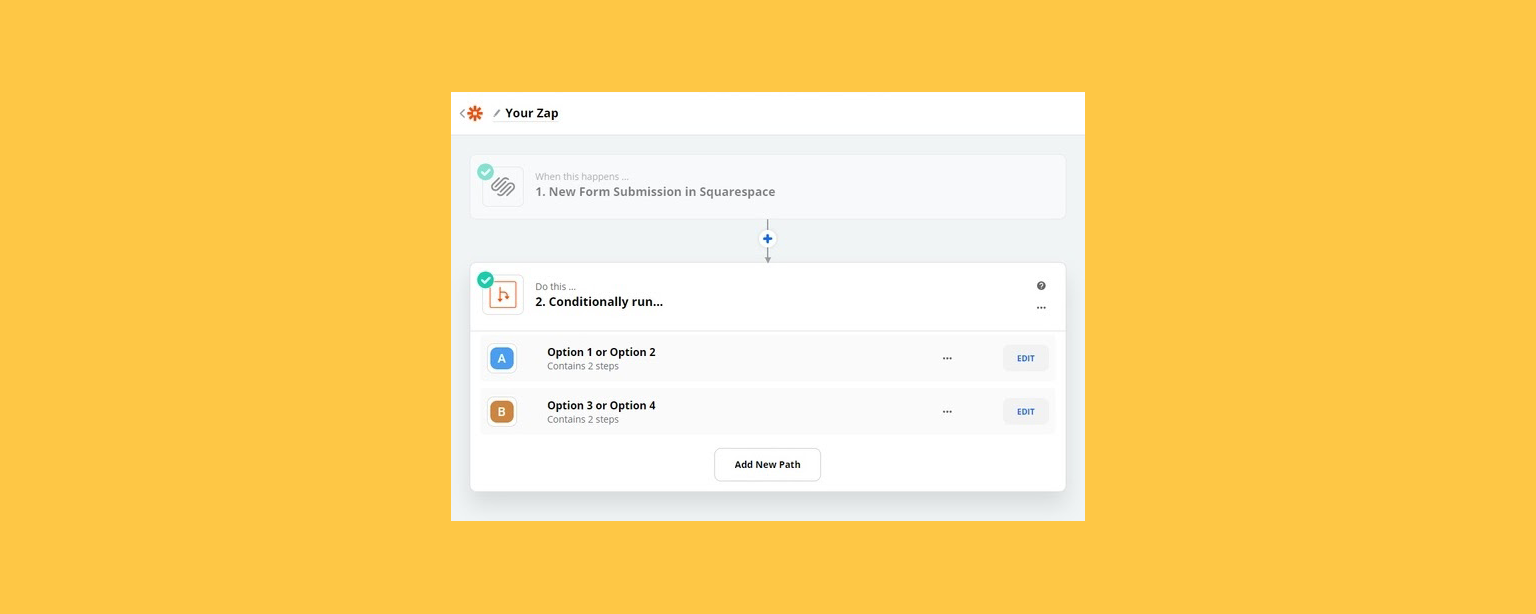 Your Zap
When this happens ...
1. New Form Submission in Squarespace
Do this ...
2. Conditionally run...
A
Option 1 or Option 2
Contains 2 steps
EDIT
B
Option 3 or Option 4
Contains 2 steps
EDIT
Add New Path